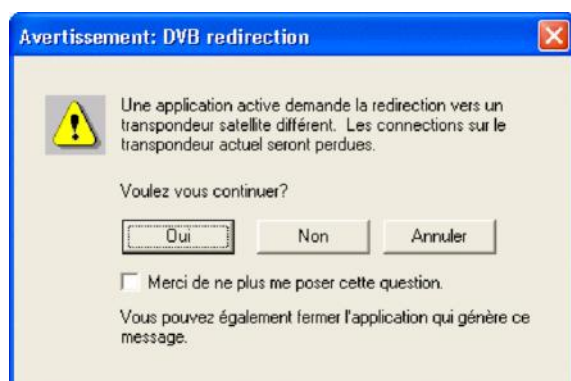 Avertissement: DVB redirection
Une application active demande la redirection vers un
transpondeur satellite différent. Les connections sur le
transpondeur actuel seront perdues.
Voulez vous continuer?
Oui Non Annuler
Merci de ne plus me poser cette question.
Vous pouvez également fermer l'application qui génère ce
message.